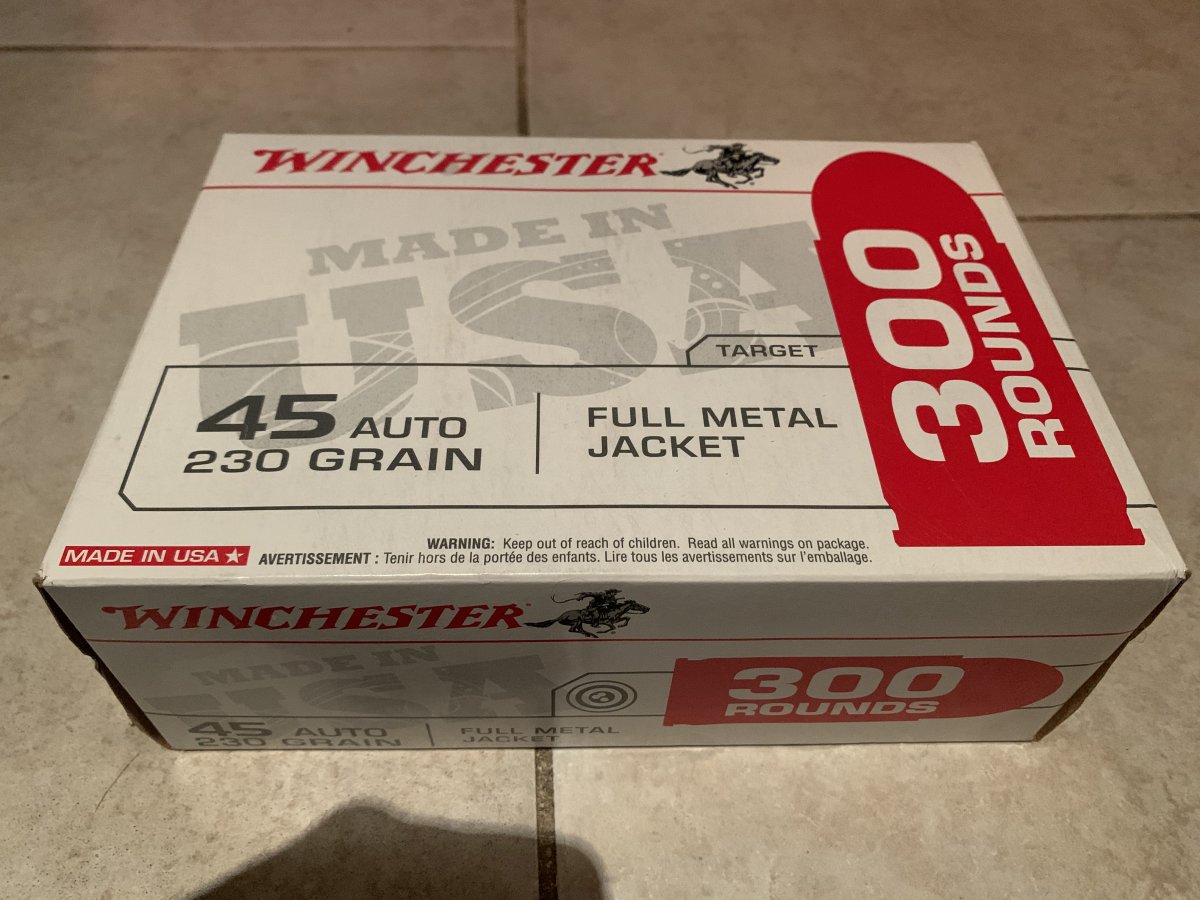 WINCHESTER
MADE IN
USA
300
ROUNDS
TARGET
45 AUTO
230 GRAIN
FULL METAL
JACKET
WARNING: Keep out of reach of children. Read all warnings on package.
AVERTISSEMENT : Tenir hors de la portée des enfants. Lire tous les avertissements sur l'emballage.
MADE IN USA
WINCHESTER
MADE IN
USA
300
ROUNDS
45 AUTO
230 GRAIN
FULL METAL
JACKET